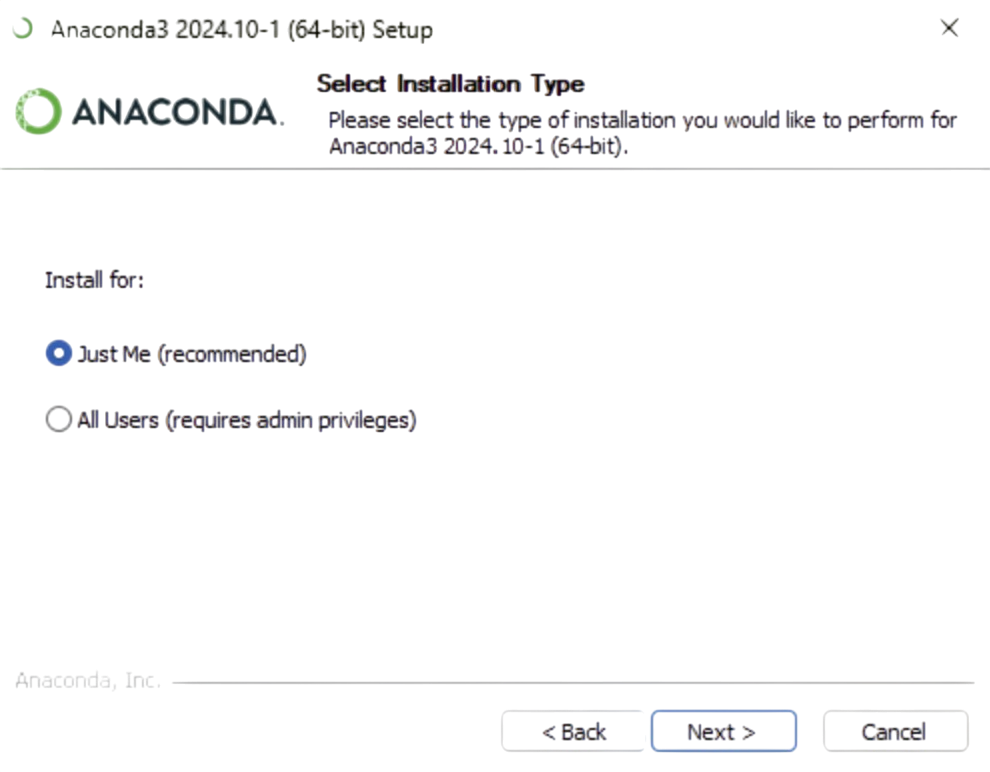 Anaconda3 2024.10-1 (64-bit) Setup
ANACONDA.
Select Installation Type
Please select the type of installation you would like to perform for
Anaconda3 2024.10-1 (64-bit).
Install for:
Just Me (recommended)
All Users (requires admin privileges)
Anaconda, Inc.
< Back
Next >
Cancel